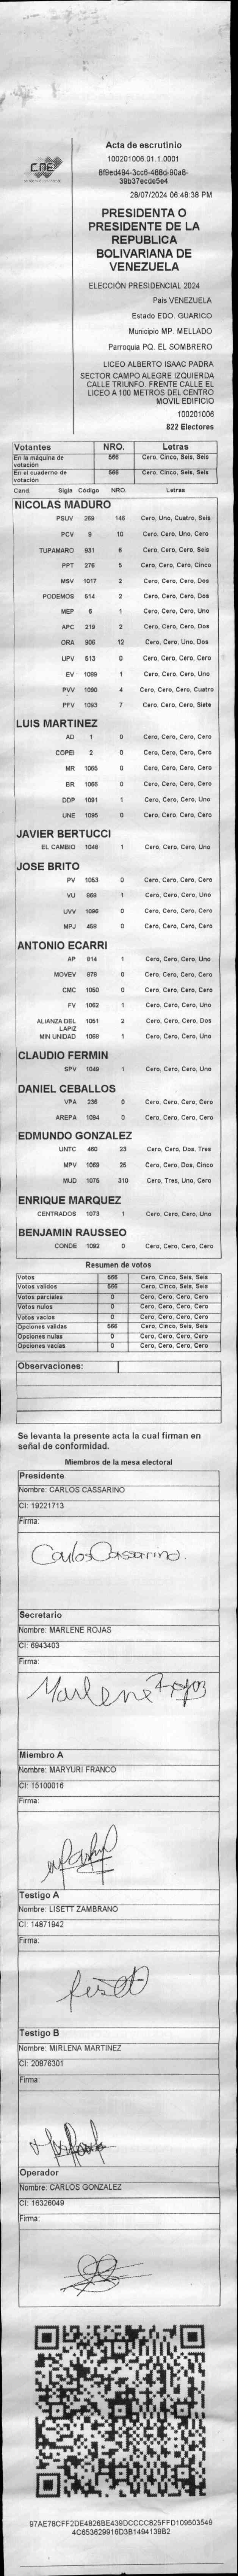 CNE
Acta de escrutinio
100201006.01.1.0001
8f9ed494-3cc6-488d-90a8-
39b37ecde5e4
28/07/2024 06:46:38 PM
PRESIDENTA O
PRESIDENTE DE LA
REPUBLICA
BOLIVARIANA DE
VENEZUELA
ELECCIÓN PRESIDENCIAL 2024
Pais VENEZUELA
Estado EDO. GUARICO
Municipio MP. MELLADO
Parroquia PQ. EL SOMBRERO
LICEO ALBERTO ISAAC PADRA
SECTOR CAMPO ALEGRE IZQUIERDA
CALLE TRIUNFO. FRENTE CALLE EL
LICEO A 100 METROS DEL CENTRO
MOVIL EDIFICIO
100201006
822 Electores
Votantes NRO. Letras
En la maquina de votación 566 Cero, Cinco, Seis, Seis
En el cuaderno de votación 566 Cero, Cinco, Seis, Seis
Cand. Sigla Código NRO. Letras
NICOLAS MADURO
PSUV 269 146 Cero, Uno, Cuatro, Seis
PCV 9 10 Cero, Cero, Uno, Cero
TUPAMARO 931 6 Cero, Cero, Cero, Seis
PPT 276 5 Cero, Cero, Cero, Cinco
MSV 1017 2 Cero, Cero, Cero, Dos
PODEMOS 514 2 Cero, Cero, Cero, Dos
MEP 6 1 Cero, Cero, Cero, Uno
APC 219 2 Cero, Cero, Cero, Dos
ORA 906 12 Cero, Cero, Uno, Dos
UPV 513 0 Cero, Cero, Cero, Cero
EV 1089 1 Cero, Cero, Cero, Uno
PVV 1090 4 Cero, Cero, Cero, Cuatro
PFV 1093 7 Cero, Cero, Cero, Siete
LUIS MARTINEZ
AD 1 0 Cero, Cero, Cero, Cero
COPEI 2 0 Cero, Cero, Cero, Cero
MR 1065 0 Cero, Cero, Cero, Cero
BR 1066 0 Cero, Cero, Cero, Cero
DDP 1091 1 Cero, Cero, Cero, Uno
UNE 1095 0 Cero, Cero, Cero, Cero
JAVIER BERTUCCI
EL CAMBIO 1048 1 Cero, Cero, Cero, Uno
JOSE BRITO
PV 1053 0 Cero, Cero, Cero, Cero
VU 969 1 Cero, Cero, Cero, Uno
UVV 1096 0 Cero, Cero, Cero, Cero
MPJ 459 0 Cero, Cero, Cero, Cero
ANTONIO ECARRI
AP 914 1 Cero, Cero, Cero, Uno
MOVEV 978 0 Cero, Cero, Cero, Cero
CMC 1050 0 Cero, Cero, Cero, Cero
FV 1062 1 Cero, Cero, Cero, Uno
ALIANZA DEL LAPIZ 1051 2 Cero, Cero, Cero, Dos
MIN UNIDAD 1068 1 Cero, Cero, Cero, Uno
CLAUDIO FERMIN
SPV 1049 1 Cero, Cero, Cero, Uno
DANIEL CEBALLOS
VPA 236 0 Cero, Cero, Cero, Cero
AREPA 1094 0 Cero, Cero, Cero, Cero
EDMUNDO GONZALEZ
UNTC 460 23 Cero, Cero, Dos, Tres
MPV 1069 25 Cero, Cero, Dos, Cinco
MUD 1075 310 Cero, Tres, Uno, Cero
ENRIQUE MARQUEZ
CENTRADOS 1073 1 Cero, Cero, Cero, Uno
BENJAMIN RAUSSEO
CONDE 1092 0 Cero, Cero, Cero, Cero
Resumen de votos
Votos 566 Cero, Cinco, Seis, Seis
Votos validos 566 Cero, Cinco, Seis, Seis
Votos parciales 0 Cero, Cero, Cero, Cero
Votos nulos 0 Cero, Cero, Cero, Cero
Votos vacíos 0 Cero, Cero, Cero, Cero
Opciones validas 566 Cero, Cinco, Seis, Seis
Opciones nulas 0 Cero, Cero, Cero, Cero
Opciones vacías 0 Cero, Cero, Cero, Cero
Observaciones:
Se levanta la presente acta la cual firman en
señal de conformidad.
Miembros de la mesa electoral
Presidente
Nombre: CARLOS CASSARINO
CI: 19221713
Firma:
Carlos Cassarino.
Secretario
Nombre: MARLENE ROJAS
CI: 6943403
Firma:
Marlene Rojas
Miembro A
Nombre: MARYURI FRANCO
CI: 15100016
Firma:
Testigo A
Nombre: LISETT ZAMBRANO
CI: 14871942
Firma:
Testigo B
Nombre: MIRLENA MARTINEZ
CI: 20876301
Firma:
Operador
Nombre: CARLOS GONZALEZ
CI: 16326049
Firma:
97AE78CFF2DE4826BE439DCCCC825FFD109503549
4C653629916D3B1494139B2